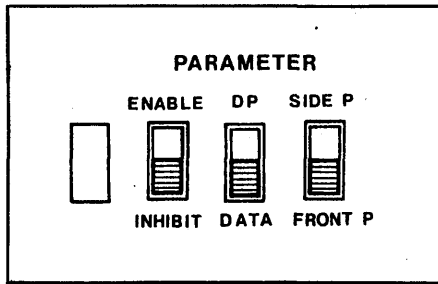 PARAMETER
ENABLE DP SIDE P
INHIBIT DATA FRONT P